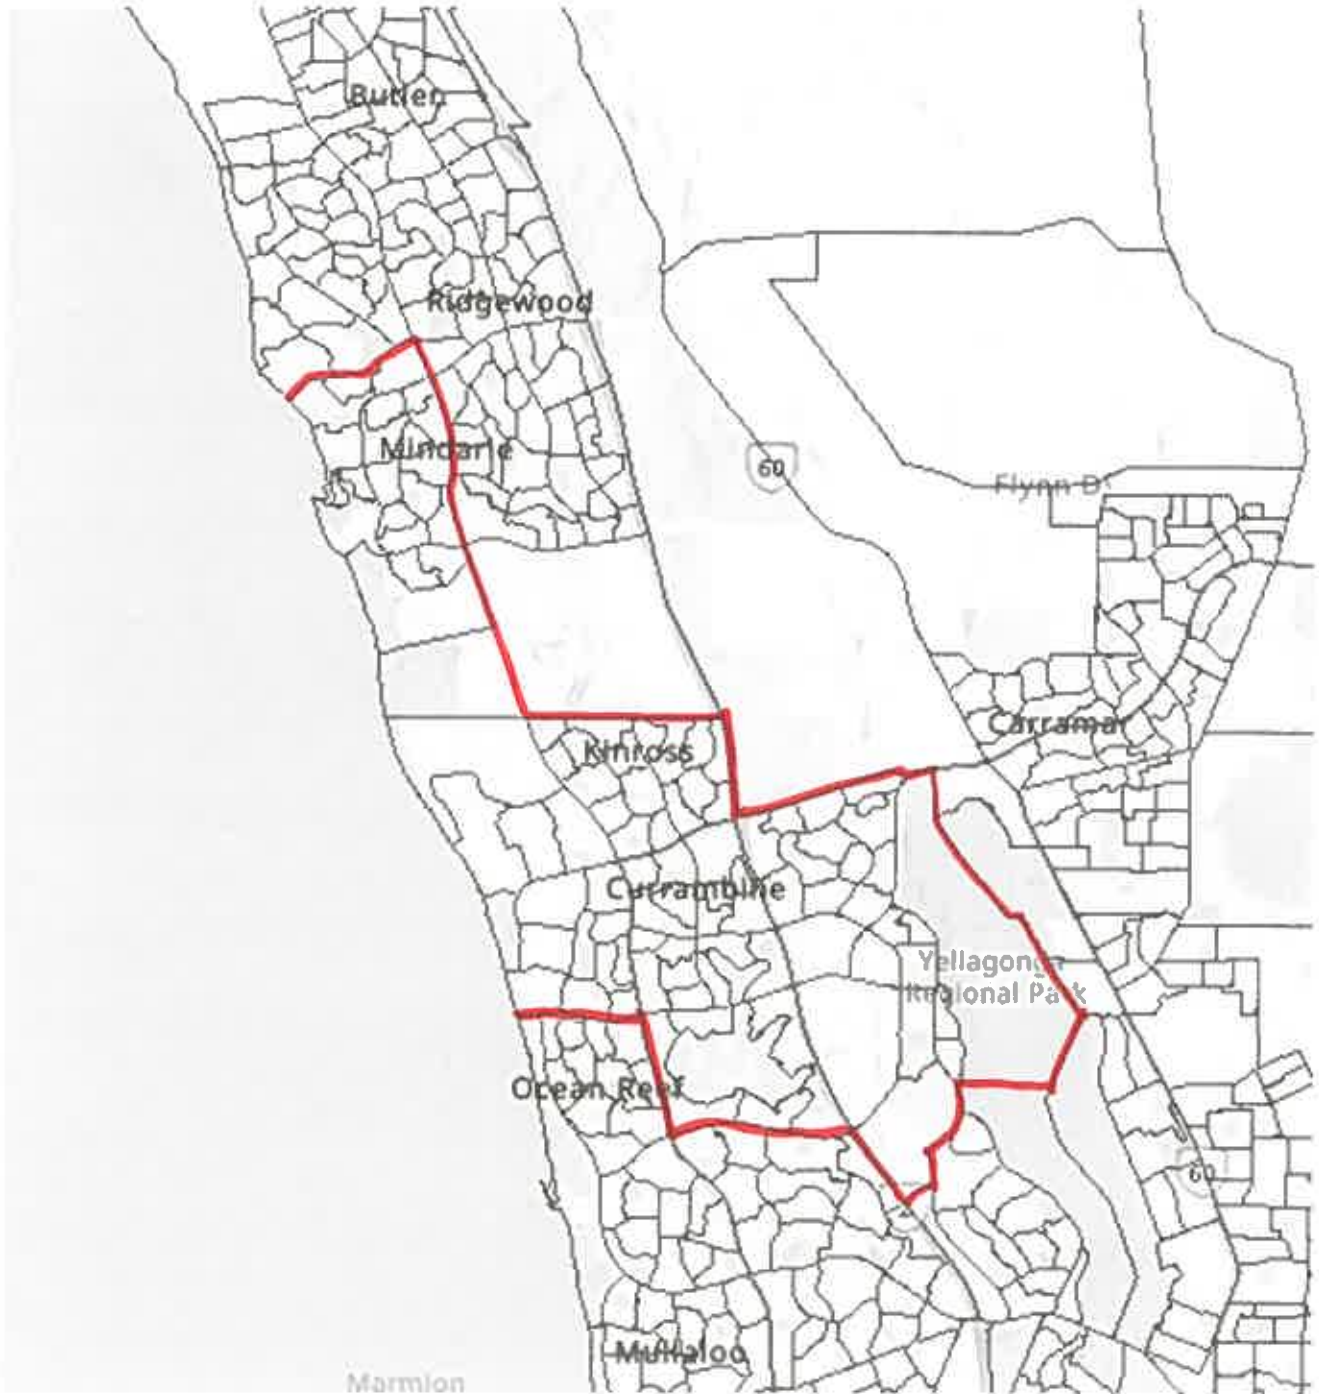 Butler
Ridgewood
Mindarie
60
Flynn Dr
Carramar
Kinross
Currambine
Yellagonga
Regional Park
Ocean Reef
60
Mullaloo
Marmion